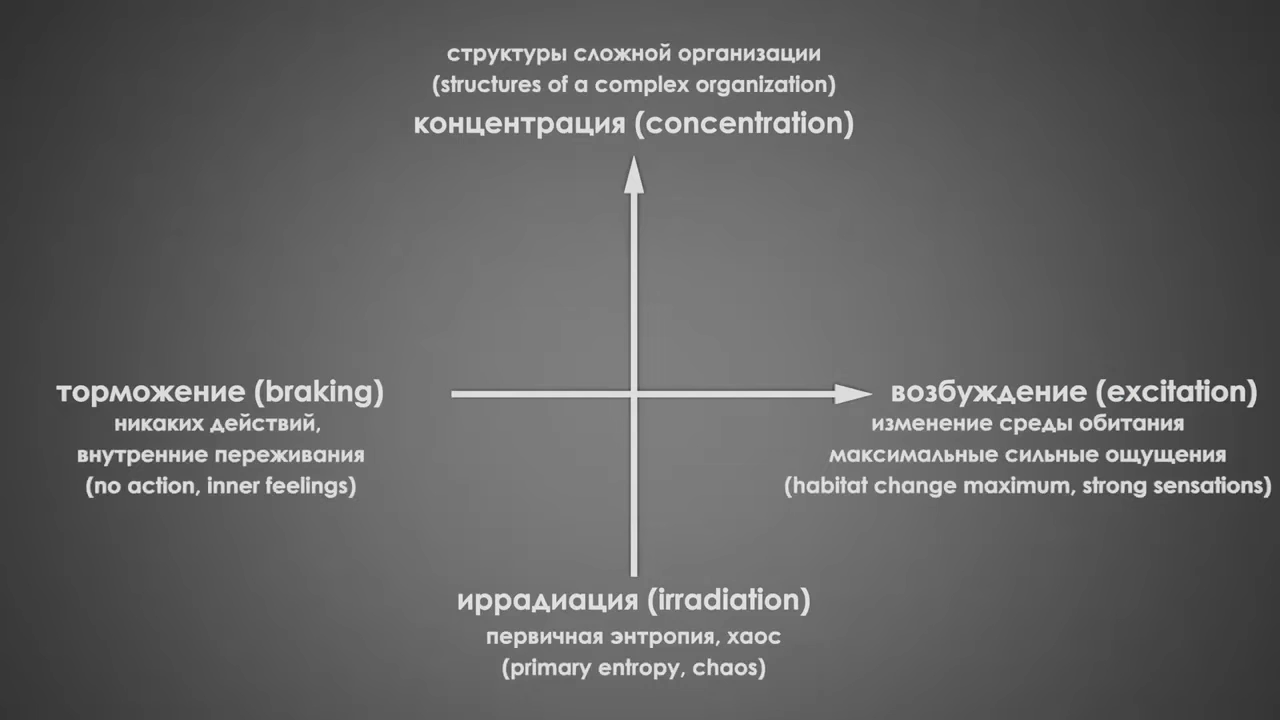 структуры сложной организации
(structures of a complex organization)
концентрация (concentration)
торможение (braking)
никаких действий,
внутренние переживания
(no action, inner feelings)
возбуждение (excitation)
изменение среды обитания
максимальные сильные ощущения
(habitat change maximum, strong sensations)
иррадиация (irradiation)
первичная энтропия, хаос
(primary entropy, chaos)